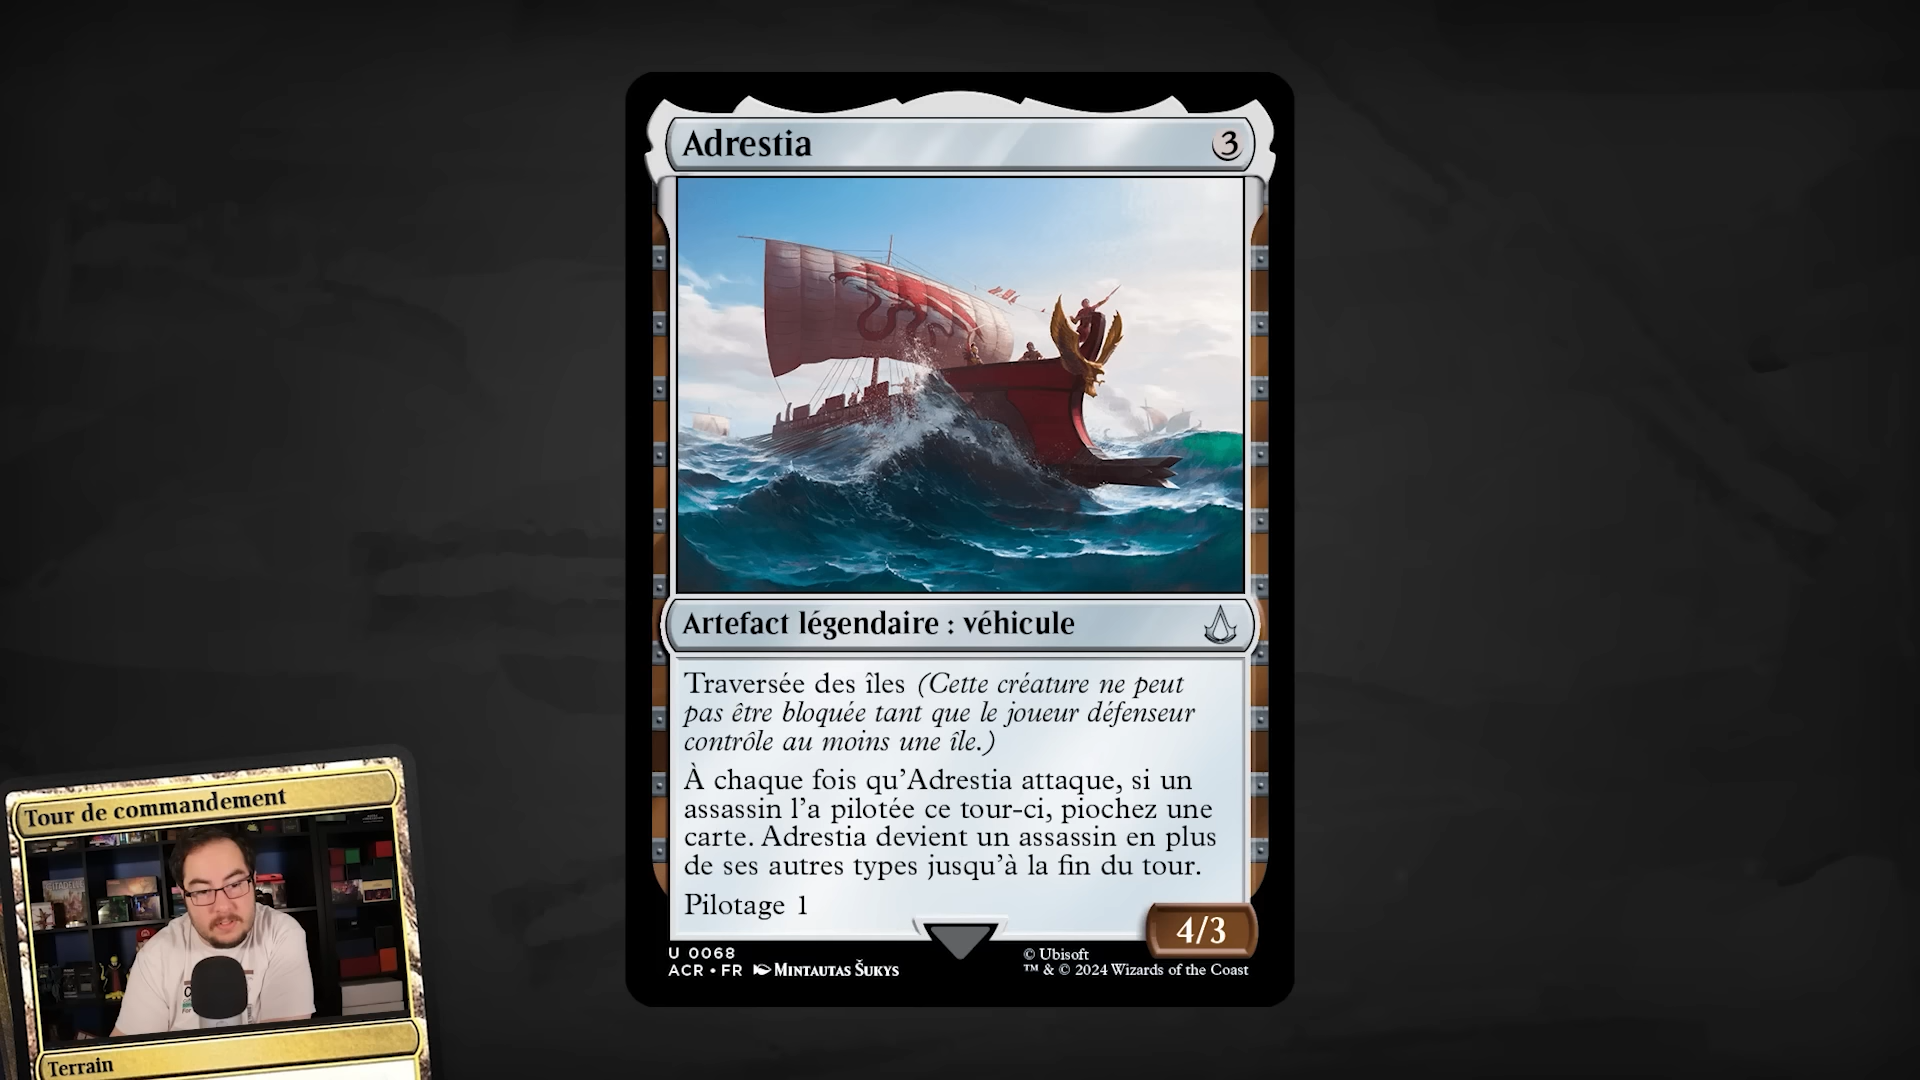 Adrestia
3
Artefact légendaire : véhicule
Traversée des îles (Cette créature ne peut
pas être bloquée tant que le joueur défenseur
contrôle au moins une île.)
À chaque fois qu'Adrestia attaque, si un
assassin l'a pilotée ce tour-ci, piochez une
carte. Adrestia devient un assassin en plus
de ses autres types jusqu'à la fin du tour.
Pilotage 1
4/3
U 0068
ACR • FR Mintautas Šukys
© Ubisoft
™ & © 2024 Wizards of the Coast
Tour de commandement
CITADELLES
Terrain